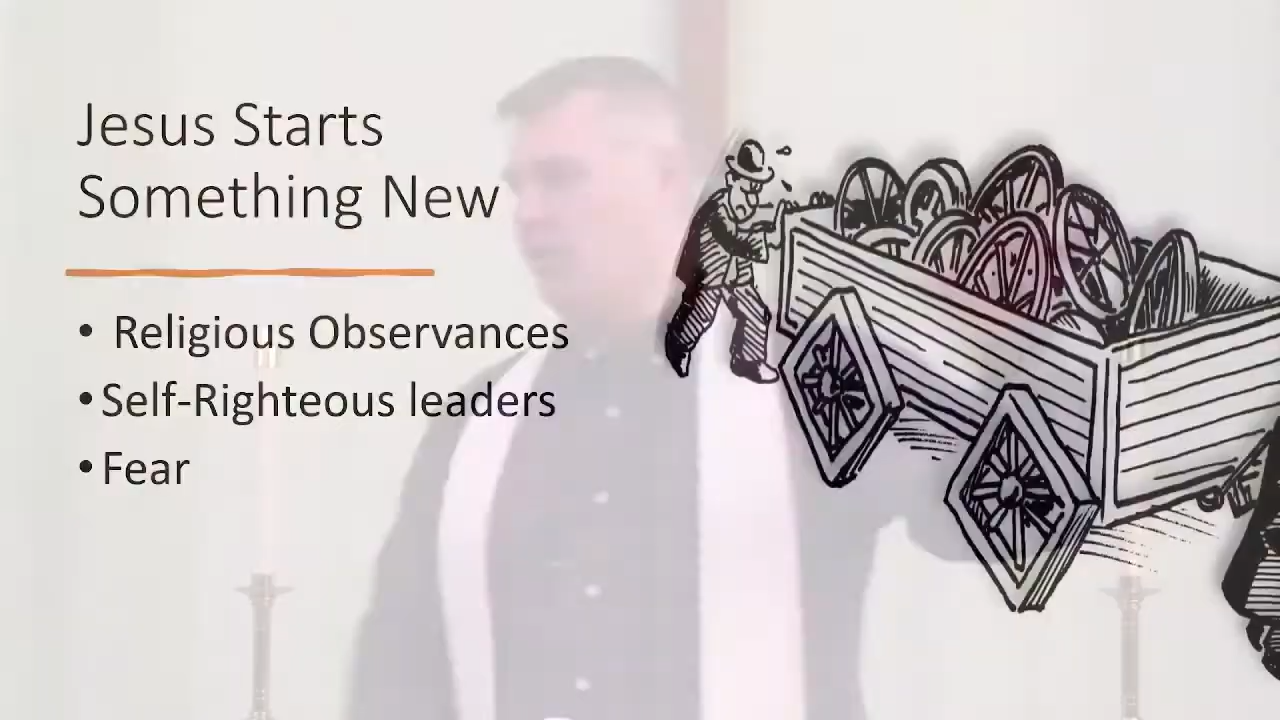 Jesus Starts
Something New
• Religious Observances
• Self-Righteous leaders
• Fear